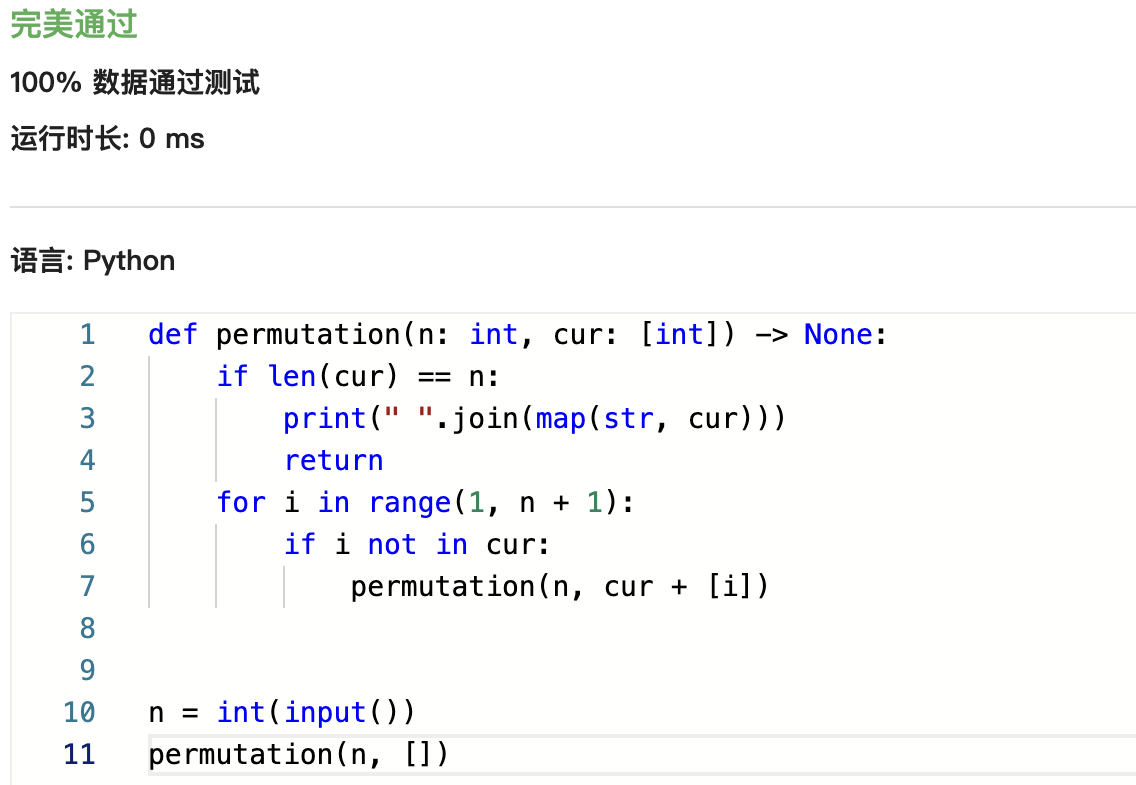 完美通过
100% 数据通过测试
运行时长: 0 ms
语言: Python
1 def permutation(n: int, cur: [int]) -> None:
2     if len(cur) == n:
3         print(" ".join(map(str, cur)))
4         return
5     for i in range(1, n + 1):
6         if i not in cur:
7             permutation(n, cur + [i])
8
9
10 n = int(input())
11 permutation(n, [])